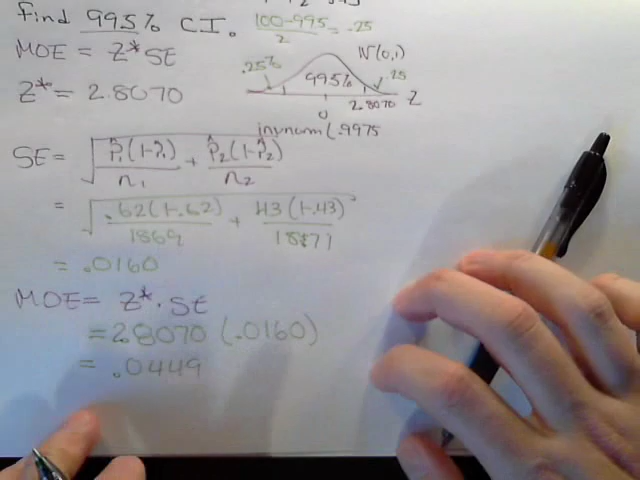 Find 99.5% CI. 100-99.5/2 = .25
MOE = Z* SE
Z* = 2.8070
.25% 99.5% N(0,1) .25
0 2.8070 Z
invnorm(.9975
SE = √ p̂₁(1-p̂₁)/n₁ + p̂₂(1-p̂₂)/n₂
= √ .62(1-.62)/1869 + .43(1-.43)/
= .0160
MOE = Z* · SE
= 2.8070 (.0160)
= .0449